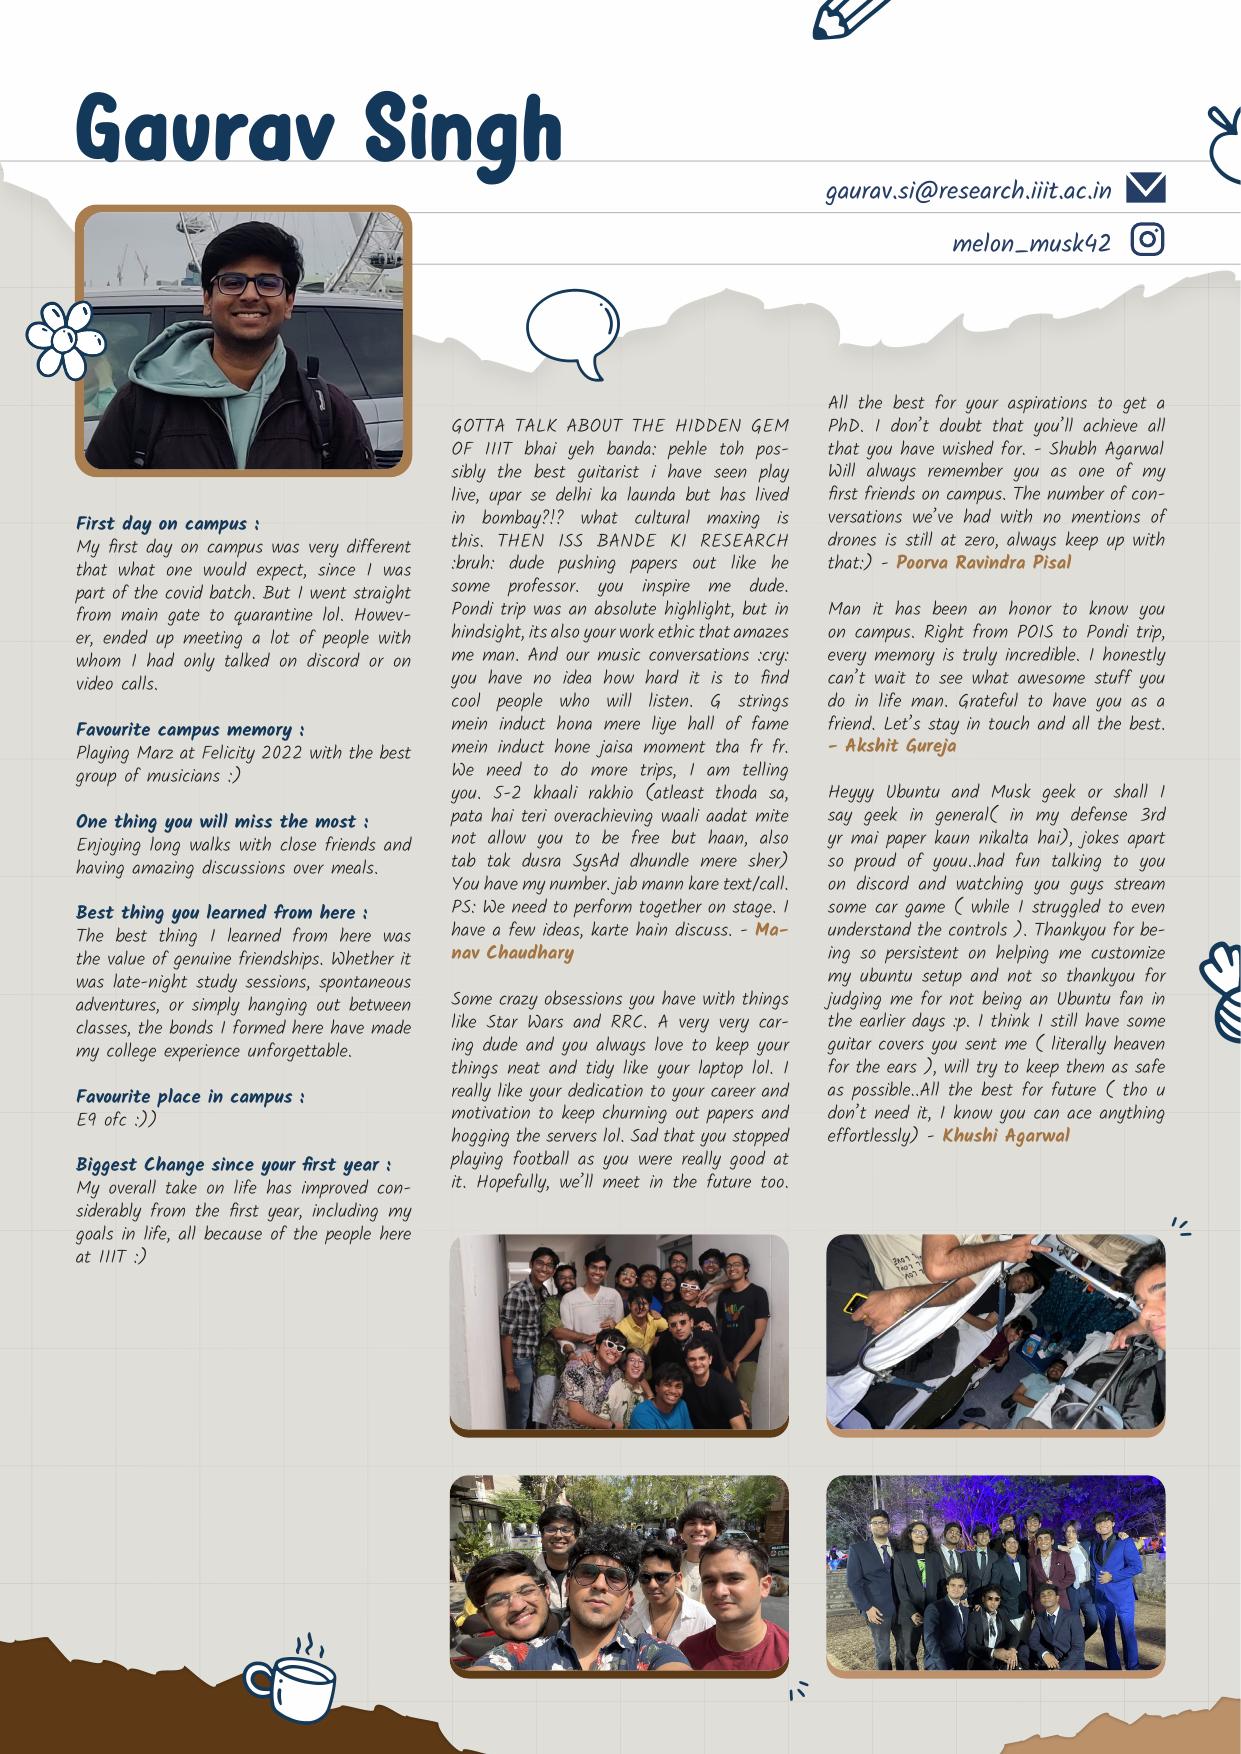 Gaurav Singh
gaurav.si@research.iiit.ac.in
melon_musk42
First day on campus :
My first day on campus was very different
that what one would expect, since I was
part of the covid batch. But I went straight
from main gate to quarantine lol. Howev-
er, ended up meeting a lot of people with
whom I had only talked on discord or on
video calls.
Favourite campus memory :
Playing Marz at Felicity 2022 with the best
group of musicians :)
One thing you will miss the most :
Enjoying long walks with close friends and
having amazing discussions over meals.
Best thing you learned from here :
The best thing I learned from here was
the value of genuine friendships. Whether it
was late-night study sessions, spontaneous
adventures, or simply hanging out between
classes, the bonds I formed here have made
my college experience unforgettable.
Favourite place in campus :
E9 ofc :))
Biggest Change since your first year :
My overall take on life has improved con-
siderably from the first year, including my
goals in life, all because of the people here
at IIIT :)
GOTTA TALK ABOUT THE HIDDEN GEM
OF IIIT bhai yeh banda: pehle toh pos-
sibly the best guitarist i have seen play
live, upar se delhi ka launda but has lived
in bombay?!? what cultural maxing is
this. THEN ISS BANDE KI RESEARCH
:bruh: dude pushing papers out like he
some professor. you inspire me dude.
Pondi trip was an absolute highlight, but in
hindsight, its also your work ethic that amazes
me man. And our music conversations :cry:
you have no idea how hard it is to find
cool people who will listen. G strings
mein induct hona mere liye hall of fame
mein induct hone jaisa moment tha fr fr.
We need to do more trips, I am telling
you. 5-2 khaali rakhio (atleast thoda sa,
pata hai teri overachieving waali aadat mite
not allow you to be free but haan, also
tab tak dusra SysAd dhundle mere sher)
You have my number. jab mann kare text/call.
PS: We need to perform together on stage. I
have a few ideas, karte hain discuss. - Ma-
nav Chaudhary
Some crazy obsessions you have with things
like Star Wars and RRC. A very very car-
ing dude and you always love to keep your
things neat and tidy like your laptop lol. I
really like your dedication to your career and
motivation to keep churning out papers and
hogging the servers lol. Sad that you stopped
playing football as you were really good at
it. Hopefully, we'll meet in the future too.
All the best for your aspirations to get a
PhD. I don't doubt that you'll achieve all
that you have wished for. - Shubh Agarwal
Will always remember you as one of my
first friends on campus. The number of con-
versations we've had with no mentions of
drones is still at zero, always keep up with
that:) - Poorva Ravindra Pisal
Man it has been an honor to know you
on campus. Right from POIS to Pondi trip,
every memory is truly incredible. I honestly
can't wait to see what awesome stuff you
do in life man. Grateful to have you as a
friend. Let's stay in touch and all the best.
- Akshit Gureja
Heyyy Ubuntu and Musk geek or shall I
say geek in general( in my defense 3rd
yr mai paper kaun nikalta hai), jokes apart
so proud of youu..had fun talking to you
on discord and watching you guys stream
some car game ( while I struggled to even
understand the controls ). Thankyou for be-
ing so persistent on helping me customize
my ubuntu setup and not so thankyou for
judging me for not being an Ubuntu fan in
the earlier days :p. I think I still have some
guitar covers you sent me ( literally heaven
for the ears ), will try to keep them as safe
as possible..All the best for future ( tho u
don't need it, I know you can ace anything
effortlessly) - Khushi Agarwal